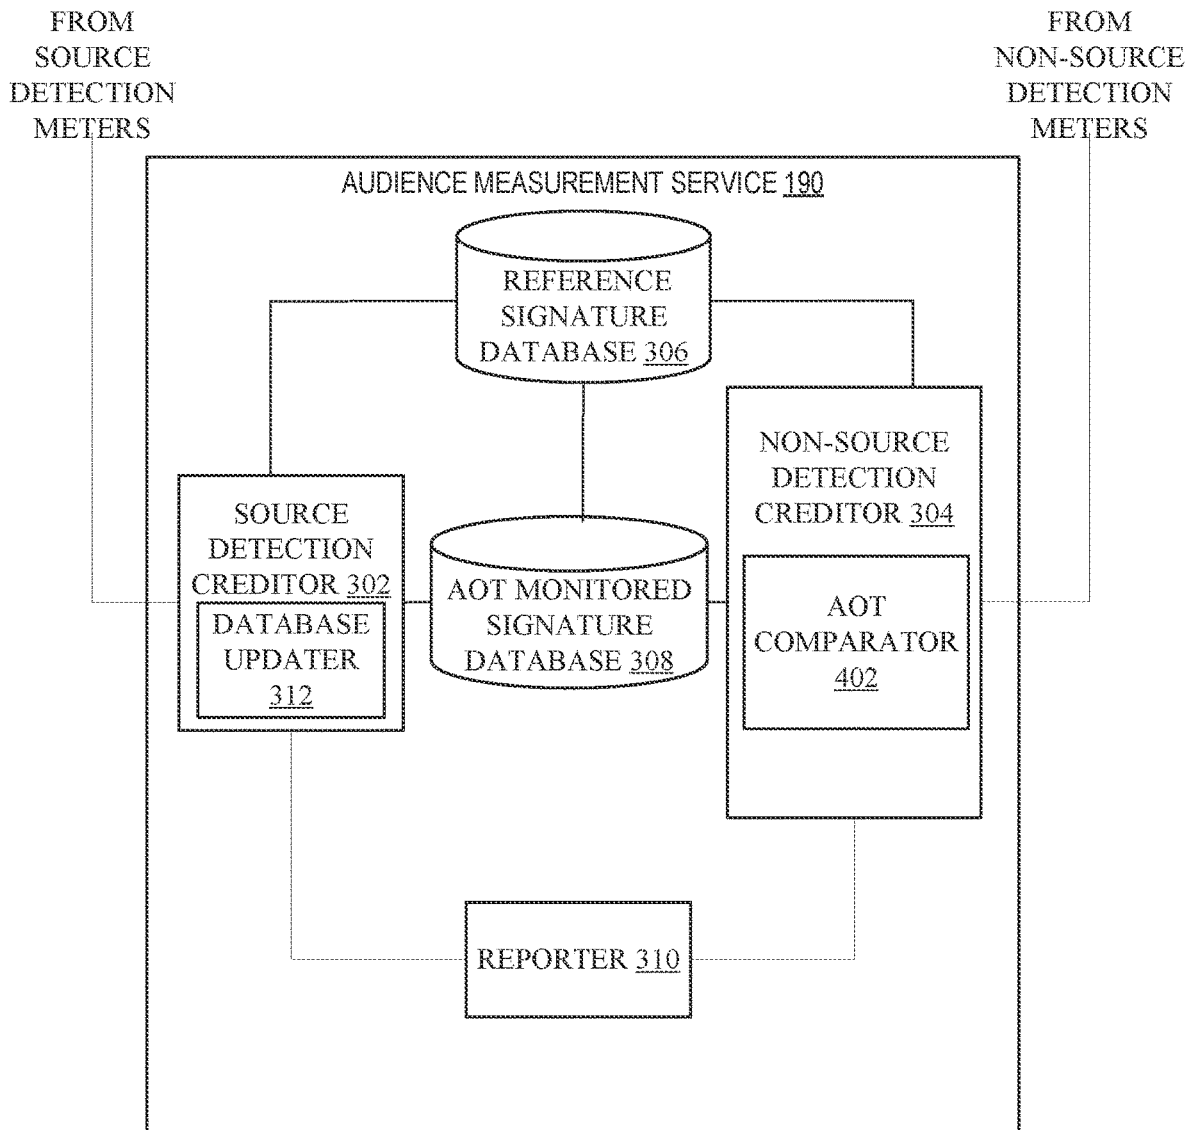 FROM
SOURCE
DETECTION
METERS
FROM
NON-SOURCE
DETECTION
METERS
AUDIENCE MEASUREMENT SERVICE 190
REFERENCE
SIGNATURE
DATABASE 306
NON-SOURCE
DETECTION
CREDITOR 304
SOURCE
DETECTION
CREDITOR 302
DATABASE
UPDATER
312
AOT MONITORED
SIGNATURE
DATABASE 308
AOT
COMPARATOR
402
REPORTER 310